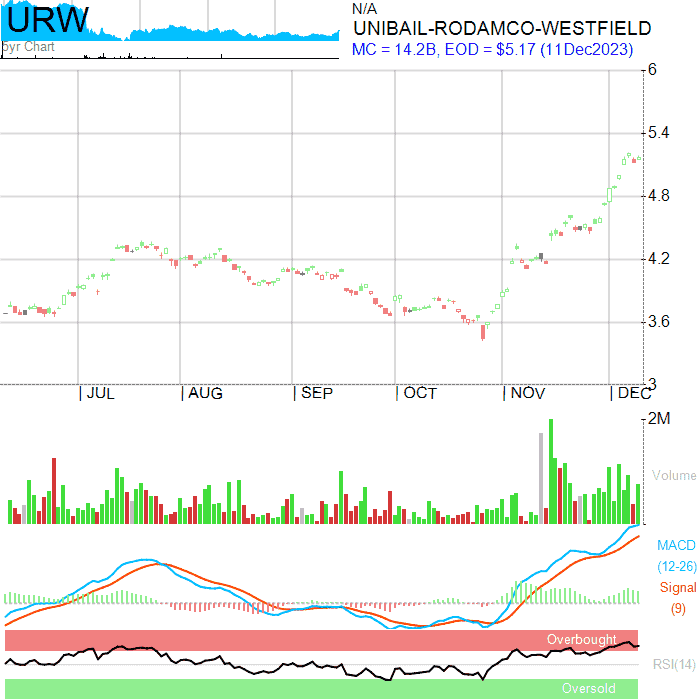 URW
5yr Chart
N/A
UNIBAIL-RODAMCO-WESTFIELD
MC = 14.2B, EOD = $5.17 (11Dec2023)
6
5.4
4.8
4.2
3.6
3
| JUL | AUG | SEP | OCT | NOV | DEC
2M
Volume
MACD
(12-26)
Signal
(9)
Overbought
RSI(14)
Oversold